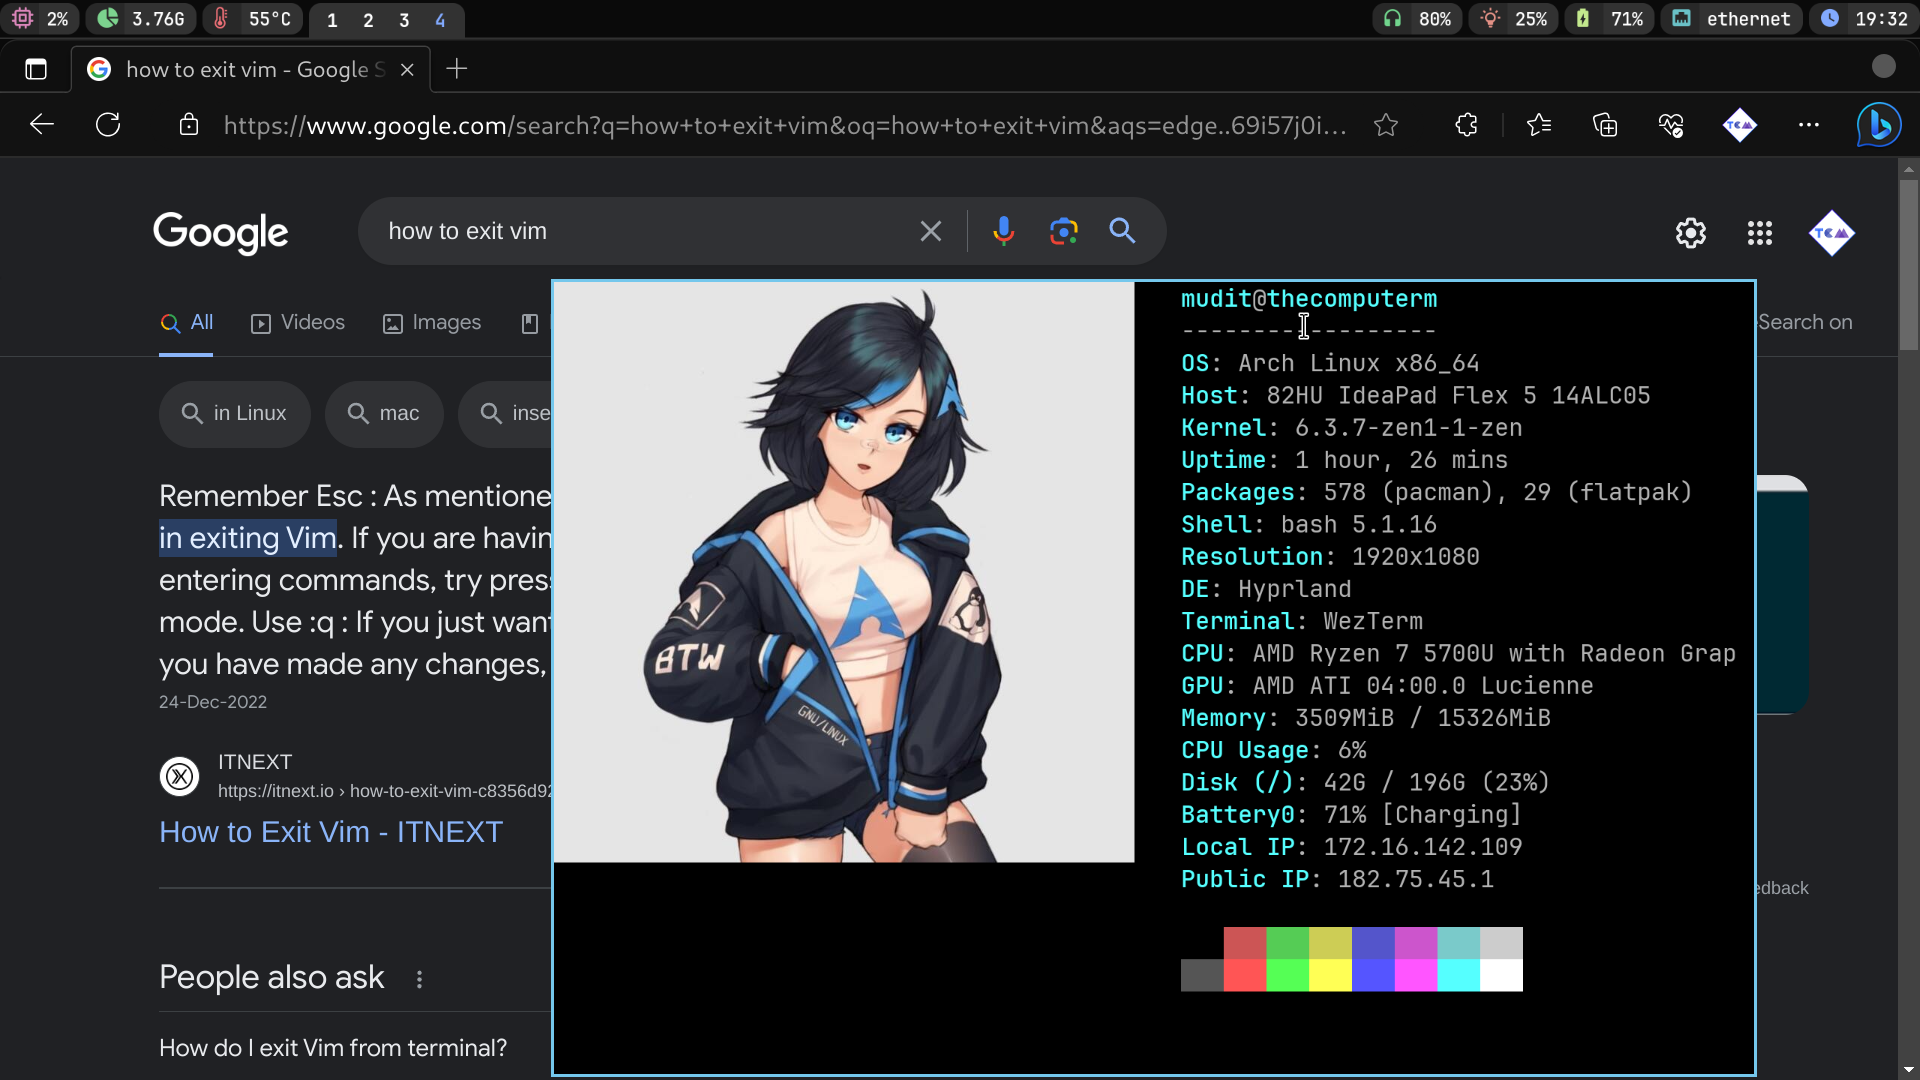 2% 3.76G 55°C 1 2 3 4 80% 25% 71% ethernet 19:32
how to exit vim - Google S
https://www.google.com/search?q=how+to+exit+vim&oq=how+to+exit+vim&aqs=edge..69i57j0i...
TCM
Google
how to exit vim
TCM
All Videos Images
Search on
in Linux
mac
inse
Remember Esc : As mentione
in exiting Vim. If you are havin
entering commands, try pres
mode. Use :q : If you just want
you have made any changes,
24-Dec-2022
ITNEXT
https://itnext.io › how-to-exit-vim-c8356d92
How to Exit Vim - ITNEXT
edback
People also ask
How do I exit Vim from terminal?
BTW
GNU/LINUX
mudit@thecomputerm
------------------
OS: Arch Linux x86_64
Host: 82HU IdeaPad Flex 5 14ALC05
Kernel: 6.3.7-zen1-1-zen
Uptime: 1 hour, 26 mins
Packages: 578 (pacman), 29 (flatpak)
Shell: bash 5.1.16
Resolution: 1920x1080
DE: Hyprland
Terminal: WezTerm
CPU: AMD Ryzen 7 5700U with Radeon Grap
GPU: AMD ATI 04:00.0 Lucienne
Memory: 3509MiB / 15326MiB
CPU Usage: 6%
Disk (/): 42G / 196G (23%)
Battery0: 71% [Charging]
Local IP: 172.16.142.109
Public IP: 182.75.45.1